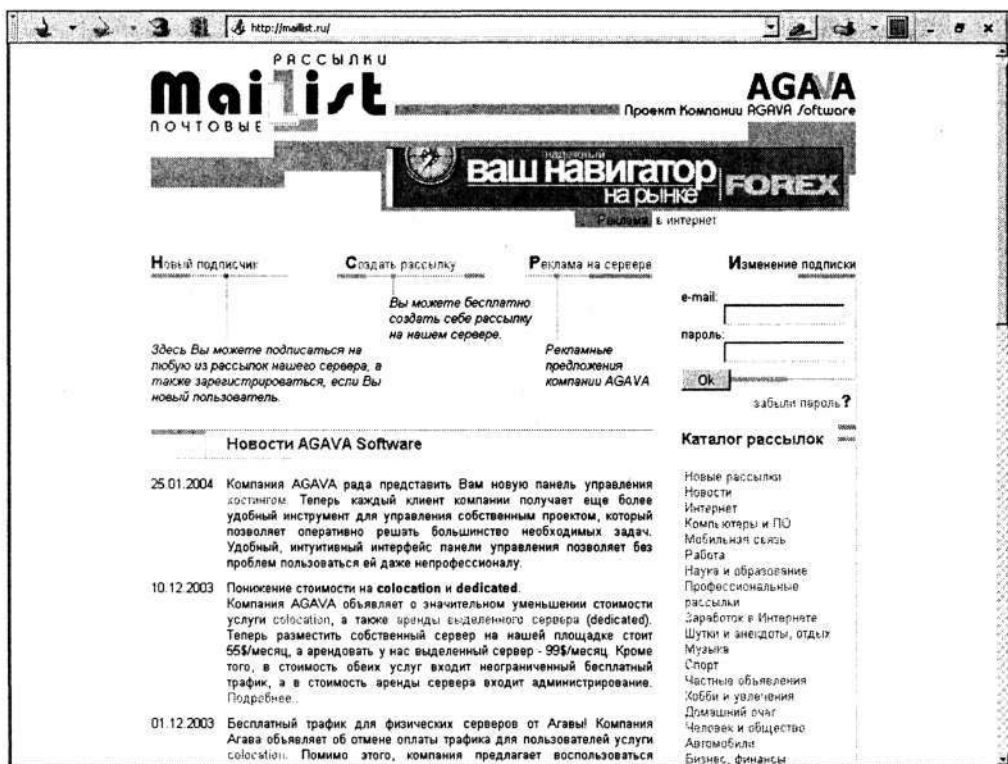 http://maillist.ru/
РАССЫЛКИ
MailList
ПОЧТОВЫЕ
AGAVA
Проект Компании AGAVA Software
надежный
ваш навигатор
на рынке
FOREX
Реклама в интернет
Новый подписчик
Создать рассылку
Реклама на сервере
Изменение подписки
Вы можете бесплатно
создать себе рассылку
на нашем сервере.
Здесь Вы можете подписаться на
любую из рассылок нашего сервера, а
также зарегистрироваться, если Вы
новый пользователь.
Рекламные
предложения
компании AGAVA
e-mail:
пароль:
Ok
забыли пароль?
Новости AGAVA Software
25.01.2004 Компания AGAVA рада представить Вам новую панель управления
хостингом. Теперь каждый клиент компании получает еще более
удобный инструмент для управления собственным проектом, который
позволяет оперативно решать большинство необходимых задач.
Удобный, интуитивный интерфейс панели управления позволяет без
проблем пользоваться ей даже непрофессионалу.
10.12.2003 Понижение стоимости на colocation и dedicated.
Компания AGAVA объявляет о значительном уменьшении стоимости
услуги colocation, а также аренды выделенного сервера (dedicated).
Теперь разместить собственный сервер на нашей площадке стоит
55$/месяц, а арендовать у нас выделенный сервер - 99$/месяц. Кроме
того, в стоимость обеих услуг входит неограниченный бесплатный
трафик, а в стоимость аренды сервера входит администрирование.
Подробнее..
01.12.2003 Бесплатный трафик для физических серверов от Агавы! Компания
Агава объявляет об отмене оплаты трафика для пользователей услуги
colocation. Помимо этого, компания предлагает воспользоваться
Каталог рассылок
Новые рассылки
Новости
Интернет
Компьютеры и ПО
Мобильная связь
Работа
Наука и образование
Профессиональные
рассылки
Заработок в Интернете
Шутки и анекдоты, отдых
Музыка
Спорт
Частные объявления
Хобби и увлечения
Домашний очаг
Человек и общество
Автомобили
Бизнес, финансы